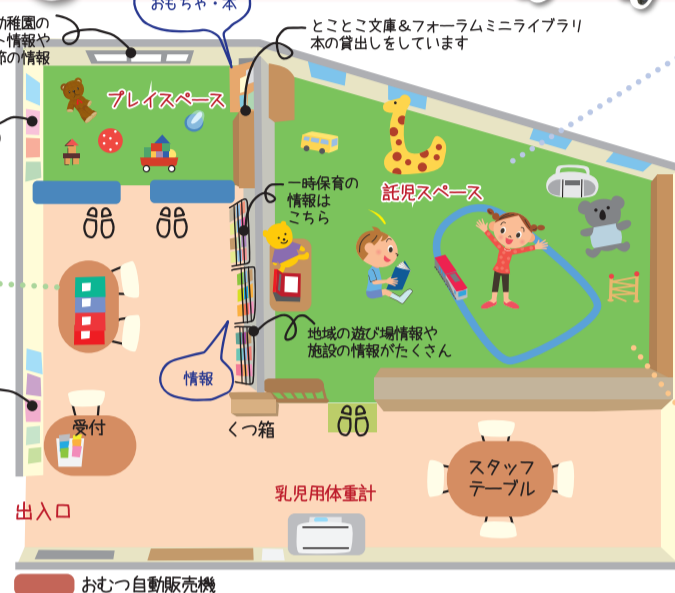 おもちゃ・本
幼稚園の
ト情報や
節の情報
とことこ文庫＆フォーラムミニライブラリ
本の貸出しをしています
プレイスペース
一時保育の
情報は
こちら
託児スペース
地域の遊び場情報や
施設の情報がたくさん
情報
受付
くつ箱
スタッフ
テーブル
乳児用体重計
出入口
おむつ自動販売機